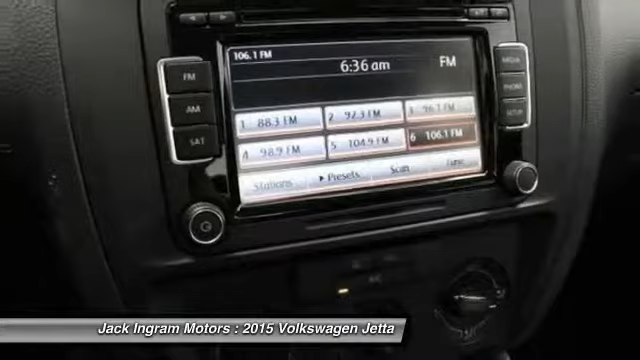 106.1 FM
6:36 am
FM
FM
MEDIA
AM
PHONE
SAT
SETUP
1 88.3 FM
2 92.3 FM
3 96.1 FM
4 98.9 FM
5 104.9 FM
6 106.1 FM
Stations
Presets
Scan
Tune
A/C
Jack Ingram Motors : 2015 Volkswagen Jetta